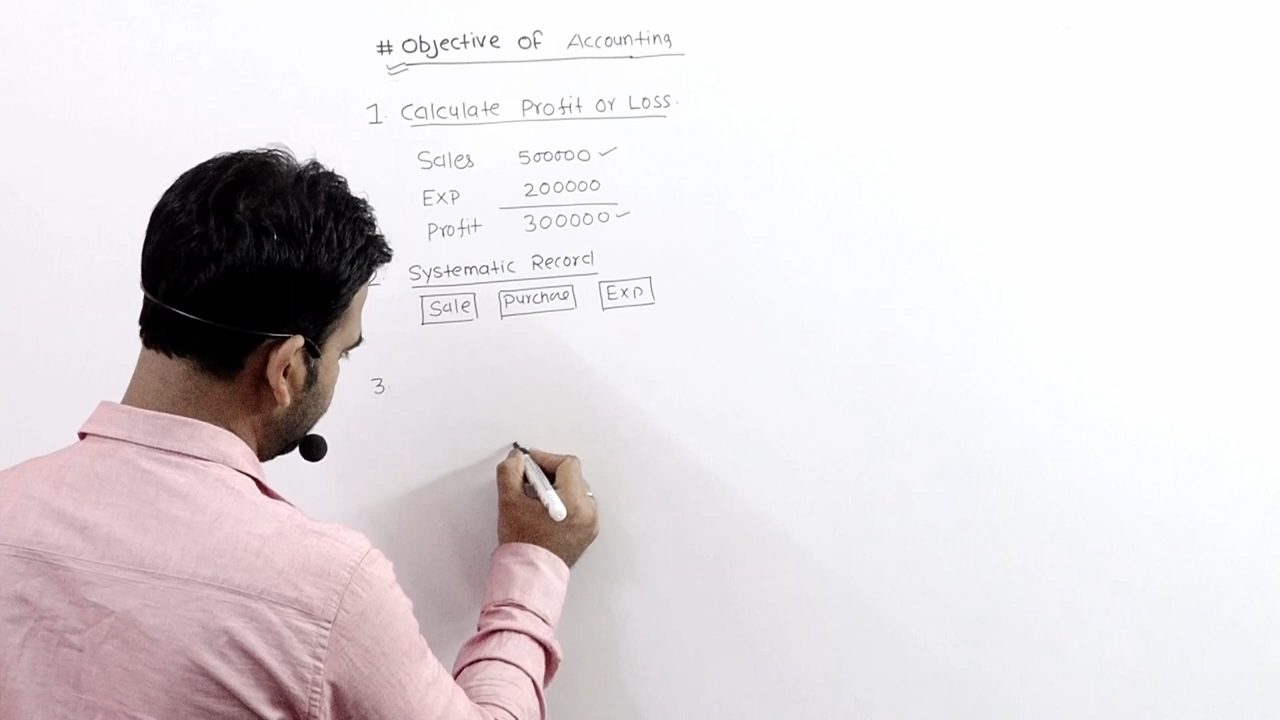 # Objective of Accounting
1. Calculate Profit or Loss.
Sales 500000 ✓
Exp 200000
Profit 300000 ✓
2. Systematic Record
Sale Purchase Exp
3